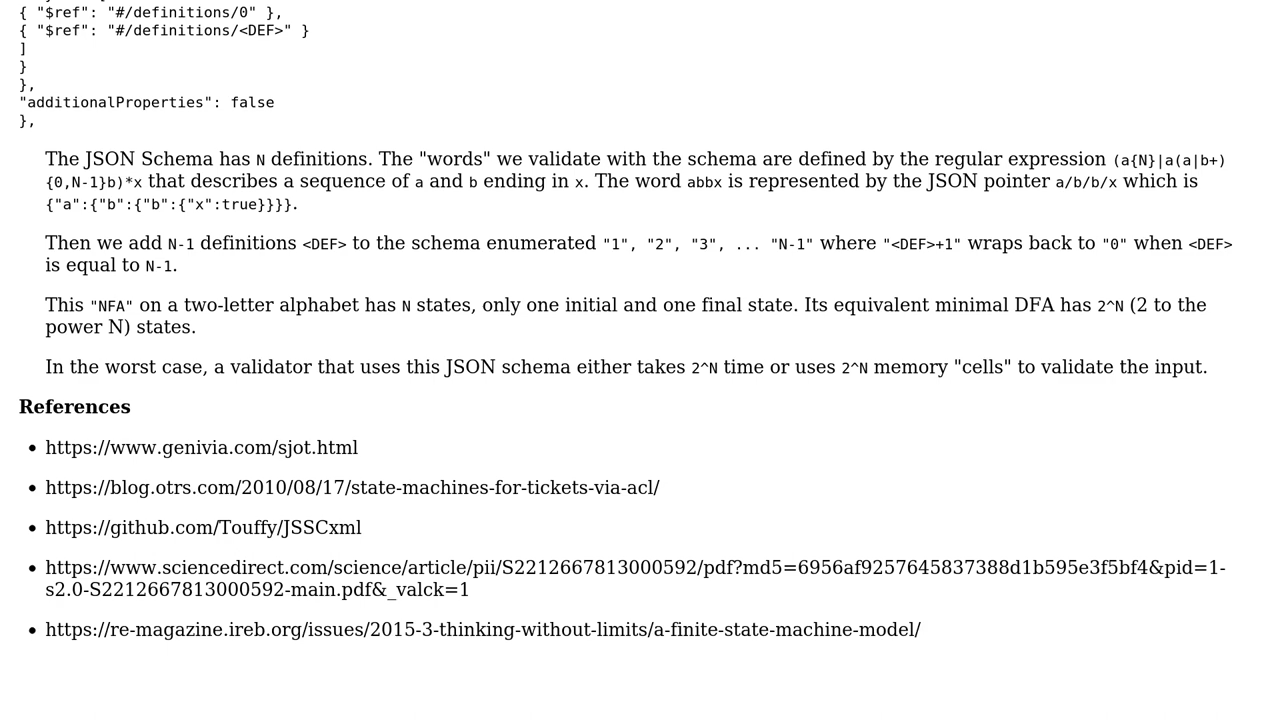 { "$ref": "#/definitions/0" },
{ "$ref": "#/definitions/<DEF>" }
]
}
},
"additionalProperties": false
},
The JSON Schema has N definitions. The "words" we validate with the schema are defined by the regular expression (a{N}|a(a|b+)
{0,N-1}b)*x that describes a sequence of a and b ending in x. The word abbx is represented by the JSON pointer a/b/b/x which is
{"a":{"b":{"b":{"x":true}}}}.
Then we add N-1 definitions <DEF> to the schema enumerated "1", "2", "3", ... "N-1" where "<DEF>+1" wraps back to "0" when <DEF>
is equal to N-1.
This "NFA" on a two-letter alphabet has N states, only one initial and one final state. Its equivalent minimal DFA has 2^N (2 to the
power N) states.
In the worst case, a validator that uses this JSON schema either takes 2^N time or uses 2^N memory "cells" to validate the input.
References
• https://www.genivia.com/sjot.html
• https://blog.otrs.com/2010/08/17/state-machines-for-tickets-via-acl/
• https://github.com/Touffy/JSSCxml
• https://www.sciencedirect.com/science/article/pii/S2212667813000592/pdf?md5=6956af9257645837388d1b595e3f5bf4&pid=1-
s2.0-S2212667813000592-main.pdf&_valck=1
• https://re-magazine.ireb.org/issues/2015-3-thinking-without-limits/a-finite-state-machine-model/